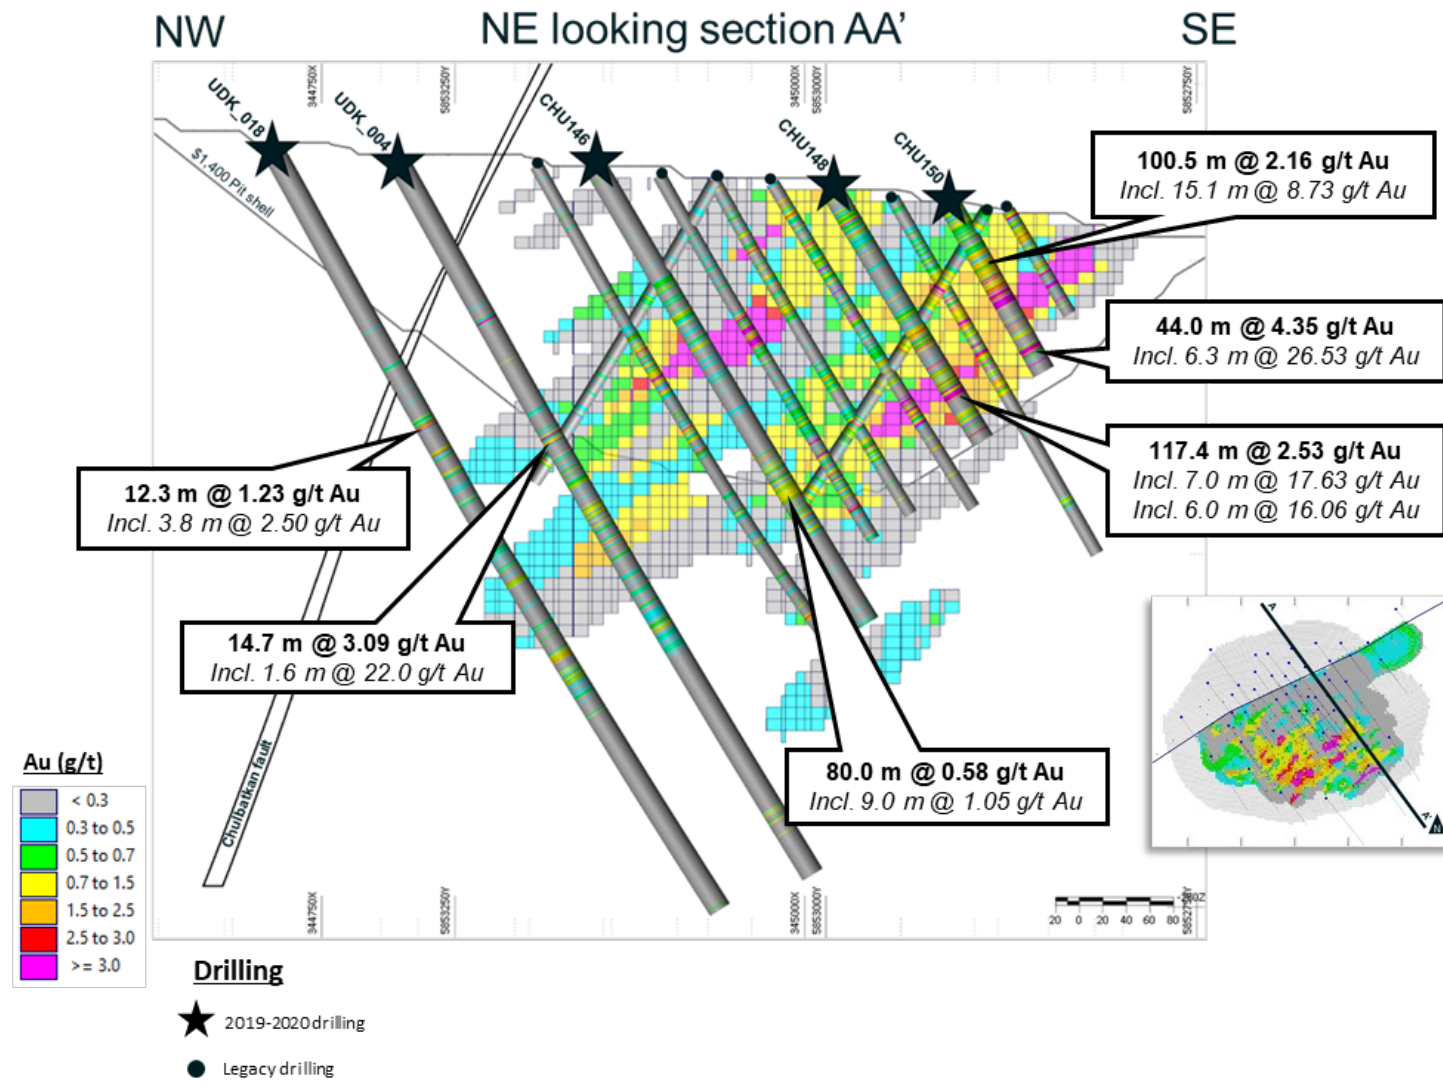 NW
NE looking section AA’
SE
344750X
5853250Y
345000X
5853000Y
5852750Y
UDK_018
UDK_004
CHU146
CHU148
CHU150
$1,400 Pit shell
100.5 m @ 2.16 g/t Au
Incl. 15.1 m @ 8.73 g/t Au
44.0 m @ 4.35 g/t Au
Incl. 6.3 m @ 26.53 g/t Au
117.4 m @ 2.53 g/t Au
Incl. 7.0 m @ 17.63 g/t Au
Incl. 6.0 m @ 16.06 g/t Au
12.3 m @ 1.23 g/t Au
Incl. 3.8 m @ 2.50 g/t Au
14.7 m @ 3.09 g/t Au
Incl. 1.6 m @ 22.0 g/t Au
80.0 m @ 0.58 g/t Au
Incl. 9.0 m @ 1.05 g/t Au
Chulbatkan fault
A
A'
N
Au (g/t)
< 0.3
0.3 to 0.5
0.5 to 0.7
0.7 to 1.5
1.5 to 2.5
2.5 to 3.0
>= 3.0
344750X
5853250Y
345000X
5853000Y
20 0 20 40 60 80
Drilling
2019-2020 drilling
Legacy drilling